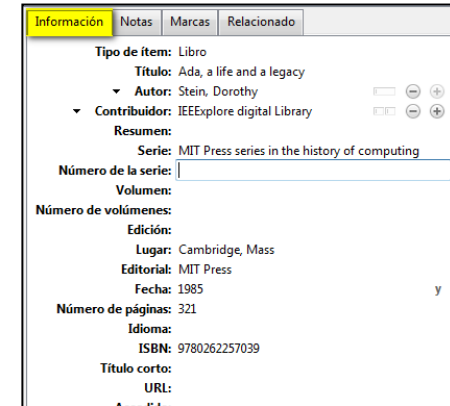 Información Notas Marcas Relacionado
Tipo de ítem: Libro
Título: Ada, a life and a legacy
Autor: Stein, Dorothy
Contribuidor: IEEExplore digital Library
Resumen:
Serie: MIT Press series in the history of computing
Número de la serie:
Volumen:
Número de volúmenes:
Edición:
Lugar: Cambridge, Mass
Editorial: MIT Press
Fecha: 1985 y
Número de páginas: 321
Idioma:
ISBN: 9780262257039
Título corto:
URL: